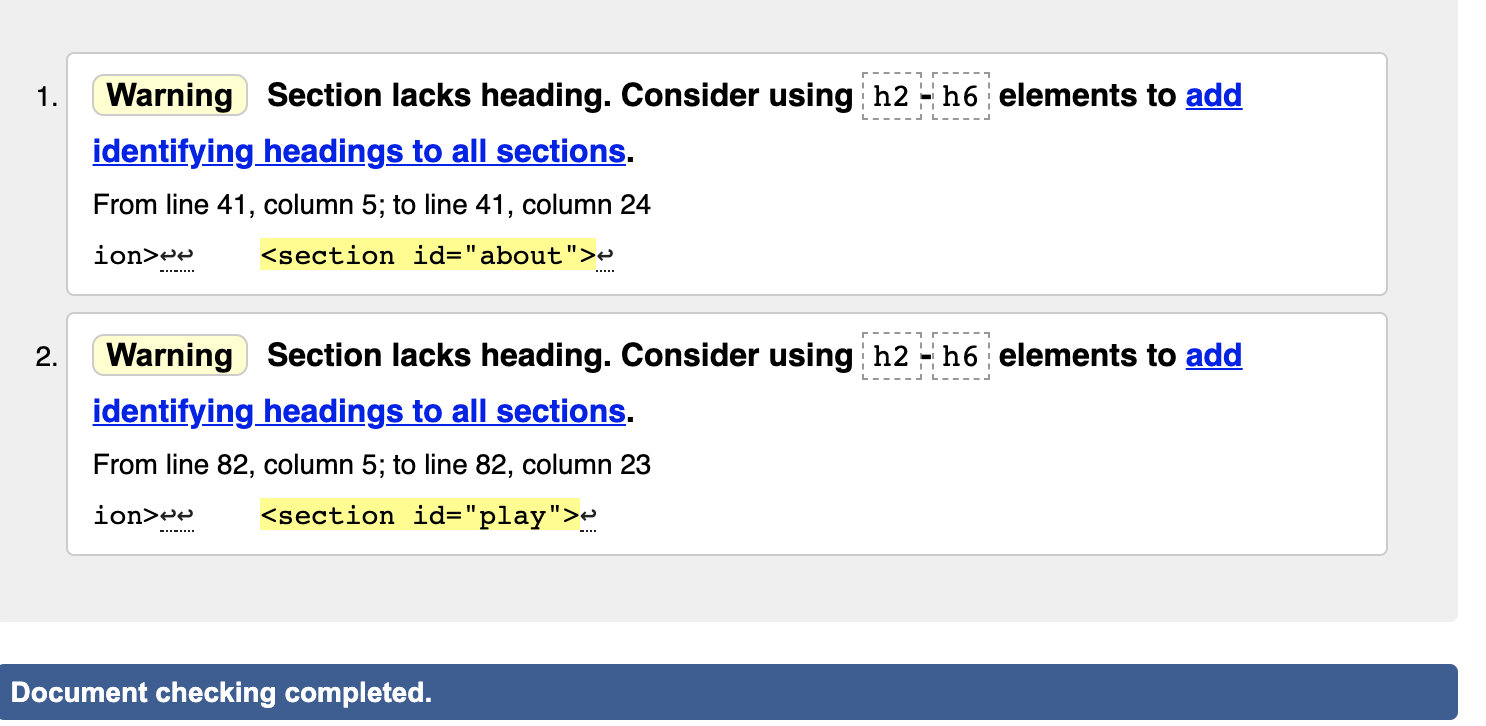 1. Warning Section lacks heading. Consider using h2-h6 elements to add
identifying headings to all sections.
From line 41, column 5; to line 41, column 24
ion>↩↩    <section id="about">↩
2. Warning Section lacks heading. Consider using h2-h6 elements to add
identifying headings to all sections.
From line 82, column 5; to line 82, column 23
ion>↩↩    <section id="play">↩
Document checking completed.